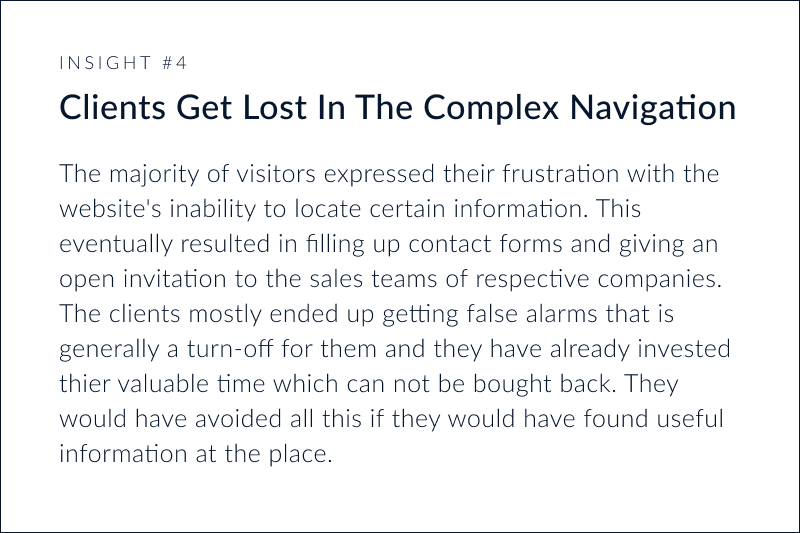 INSIGHT #4
Clients Get Lost In The Complex Navigation
The majority of visitors expressed their frustration with the
website's inability to locate certain information. This
eventually resulted in filling up contact forms and giving an
open invitation to the sales teams of respective companies.
The clients mostly ended up getting false alarms that is
generally a turn-off for them and they have already invested
thier valuable time which can not be bought back. They
would have avoided all this if they would have found useful
information at the place.